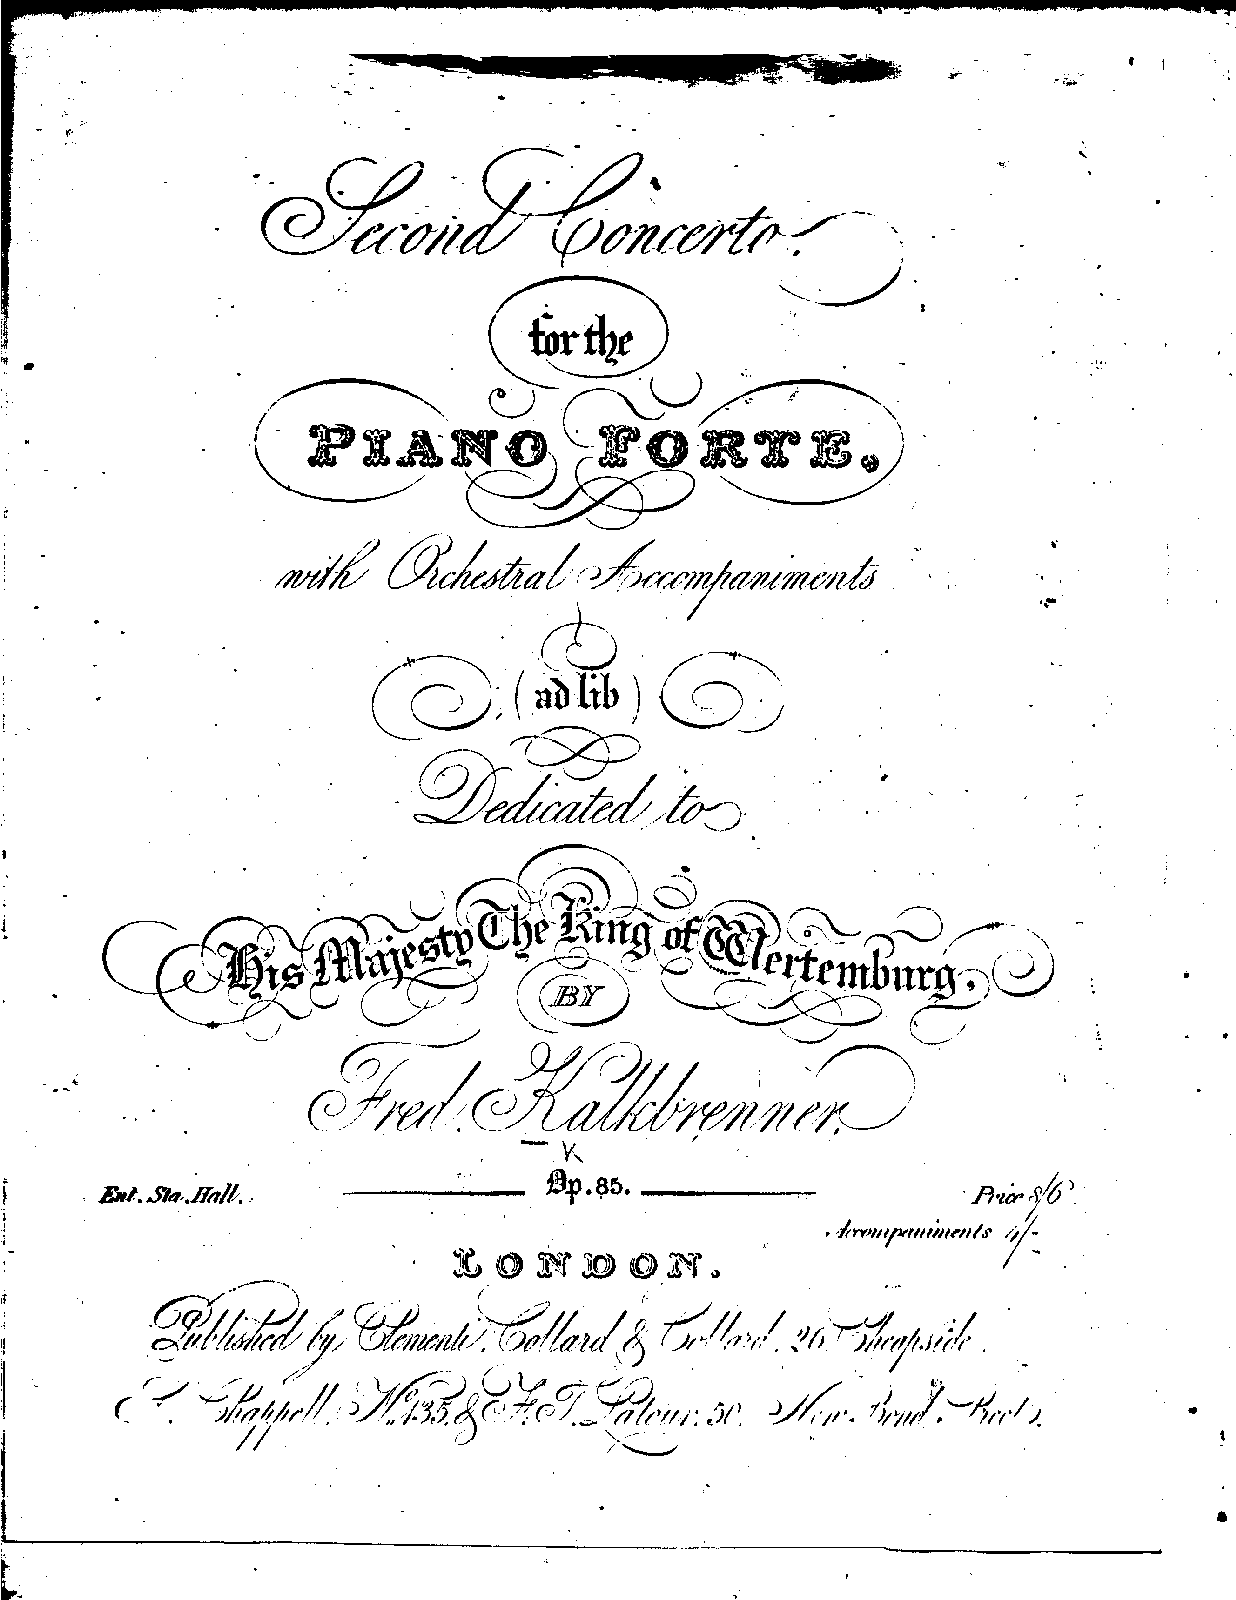 Second Concerto.
for the
PIANO FORTE,
with Orchestral Accompaniments
(ad lib)
Dedicated to
His Majesty The King of Wertemburg.
BY
Fred. Kalkbrenner.
Op. 85.
Ent. Sta. Hall.
Price 8/6
Accompaniments 4/-
LONDON.
Published by Clementi, Collard & Collard, 26 Cheapside.
Chappell, No. 135, & F. T. Latour, 50, New Bond